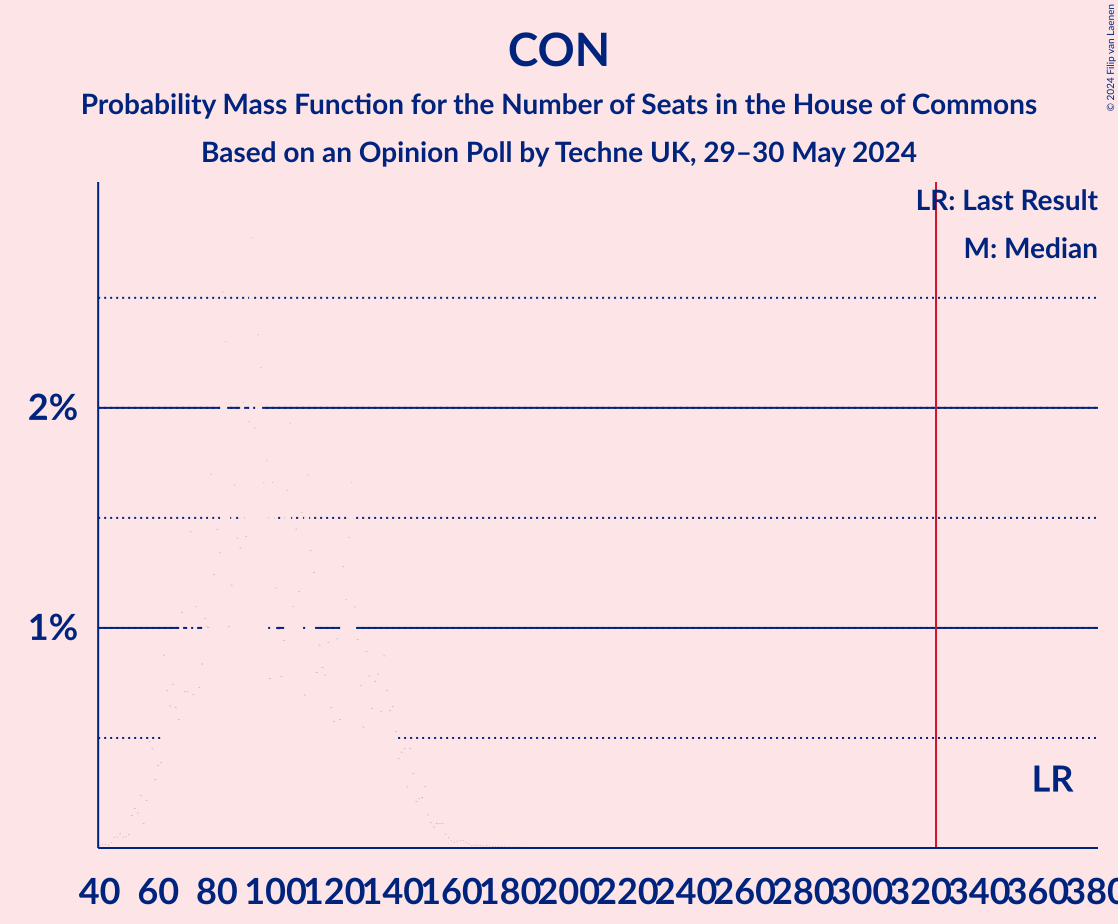 CON
Probability Mass Function for the Number of Seats in the House of Commons
Based on an Opinion Poll by Techne UK, 29–30 May 2024
© 2024 Filip van Laenen
LR: Last Result
M: Median
2%
1%
LR
40 60 80 100 120 140 160 180 200 220 240 260 280 300 320 340 360 380